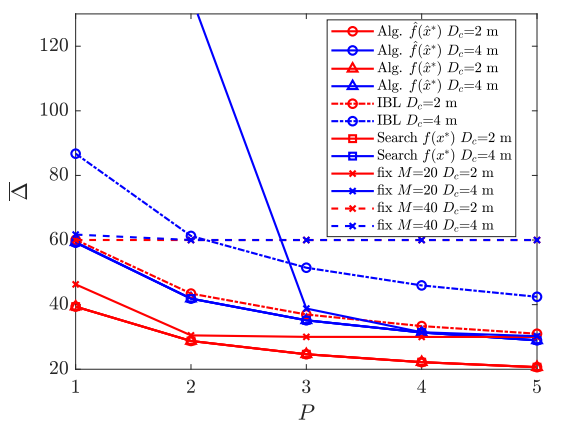 120
100
80
60
40
20
1 2 3 4 5
P
Δ̅
Alg. f̂(x̂*) D_c=2 m
Alg. f̂(x̂*) D_c=4 m
Alg. f(x̂*) D_c=2 m
Alg. f(x̂*) D_c=4 m
IBL D_c=2 m
IBL D_c=4 m
Search f(x*) D_c=2 m
Search f(x*) D_c=4 m
fix M=20 D_c=2 m
fix M=20 D_c=4 m
fix M=40 D_c=2 m
fix M=40 D_c=4 m